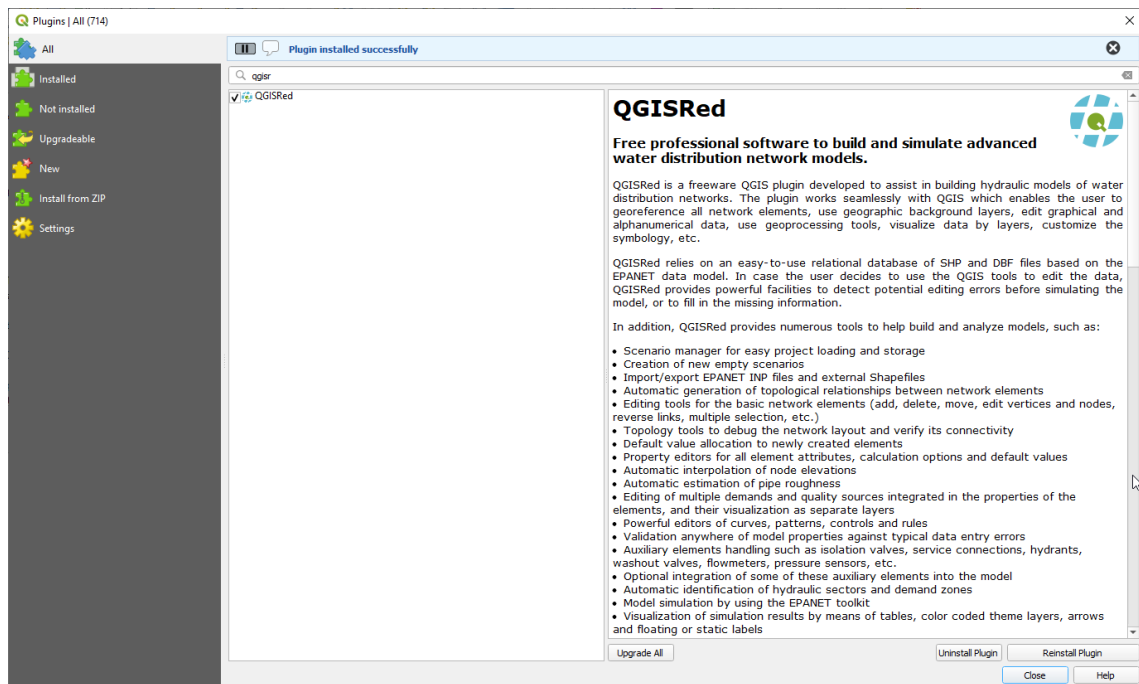 Plugins | All (714)
All
Installed
Not installed
Upgradeable
New
Install from ZIP
Settings
Plugin installed successfully
qgisr
QGISRed
QGISRed
Free professional software to build and simulate advanced
water distribution network models.
QGISRed is a freeware QGIS plugin developed to assist in building hydraulic models of water
distribution networks. The plugin works seamlessly with QGIS which enables the user to
georeference all network elements, use geographic background layers, edit graphical and
alphanumerical data, use geoprocessing tools, visualize data by layers, customize the
symbology, etc.
QGISRed relies on an easy-to-use relational database of SHP and DBF files based on the
EPANET data model. In case the user decides to use the QGIS tools to edit the data,
QGISRed provides powerful facilities to detect potential editing errors before simulating the
model, or to fill in the missing information.
In addition, QGISRed provides numerous tools to help build and analyze models, such as:
• Scenario manager for easy project loading and storage
• Creation of new empty scenarios
• Import/export EPANET INP files and external Shapefiles
• Automatic generation of topological relationships between network elements
• Editing tools for the basic network elements (add, delete, move, edit vertices and nodes,
reverse links, multiple selection, etc.)
• Topology tools to debug the network layout and verify its connectivity
• Default value allocation to newly created elements
• Property editors for all element attributes, calculation options and default values
• Automatic interpolation of node elevations
• Automatic estimation of pipe roughness
• Editing of multiple demands and quality sources integrated in the properties of the
elements, and their visualization as separate layers
• Powerful editors of curves, patterns, controls and rules
• Validation anywhere of model properties against typical data entry errors
• Auxiliary elements handling such as isolation valves, service connections, hydrants,
washout valves, flowmeters, pressure sensors, etc.
• Optional integration of some of these auxiliary elements into the model
• Automatic identification of hydraulic sectors and demand zones
• Model simulation by using the EPANET toolkit
• Visualization of simulation results by means of tables, color coded theme layers, arrows
and floating or static labels
Upgrade All
Uninstall Plugin
Reinstall Plugin
Close
Help